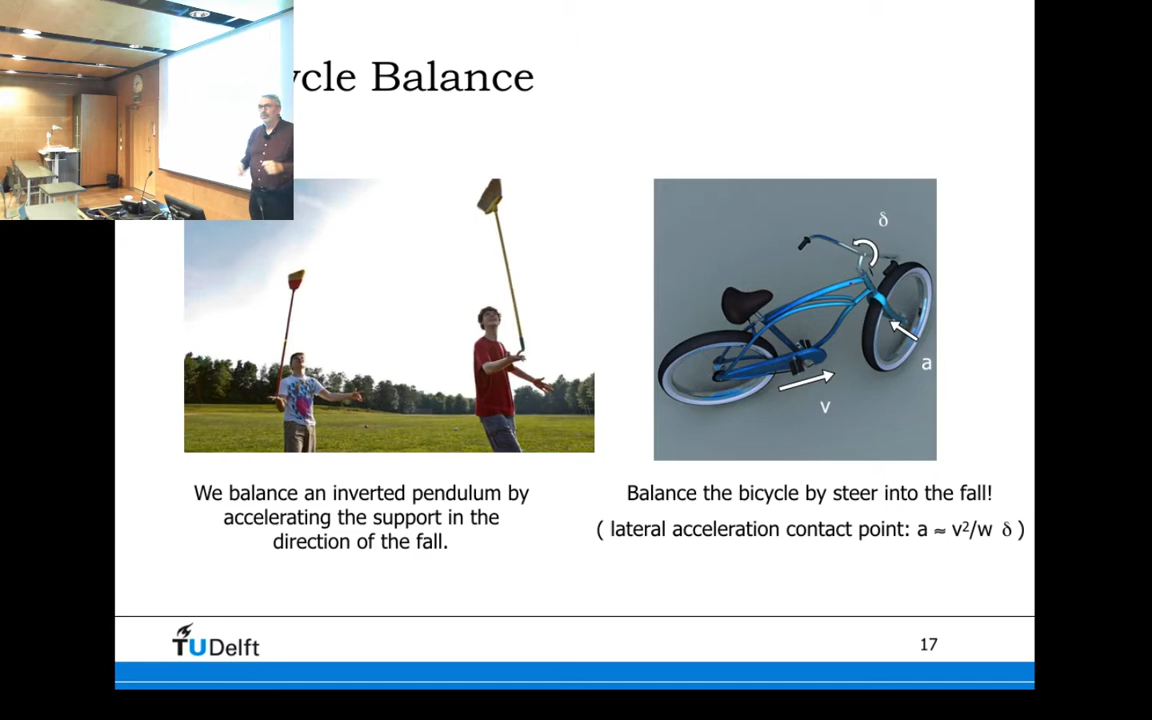 cle Balance
δ
a
v
We balance an inverted pendulum by
accelerating the support in the
direction of the fall.
Balance the bicycle by steer into the fall!
( lateral acceleration contact point: a ≈ v²/w δ )
TUDelft
17